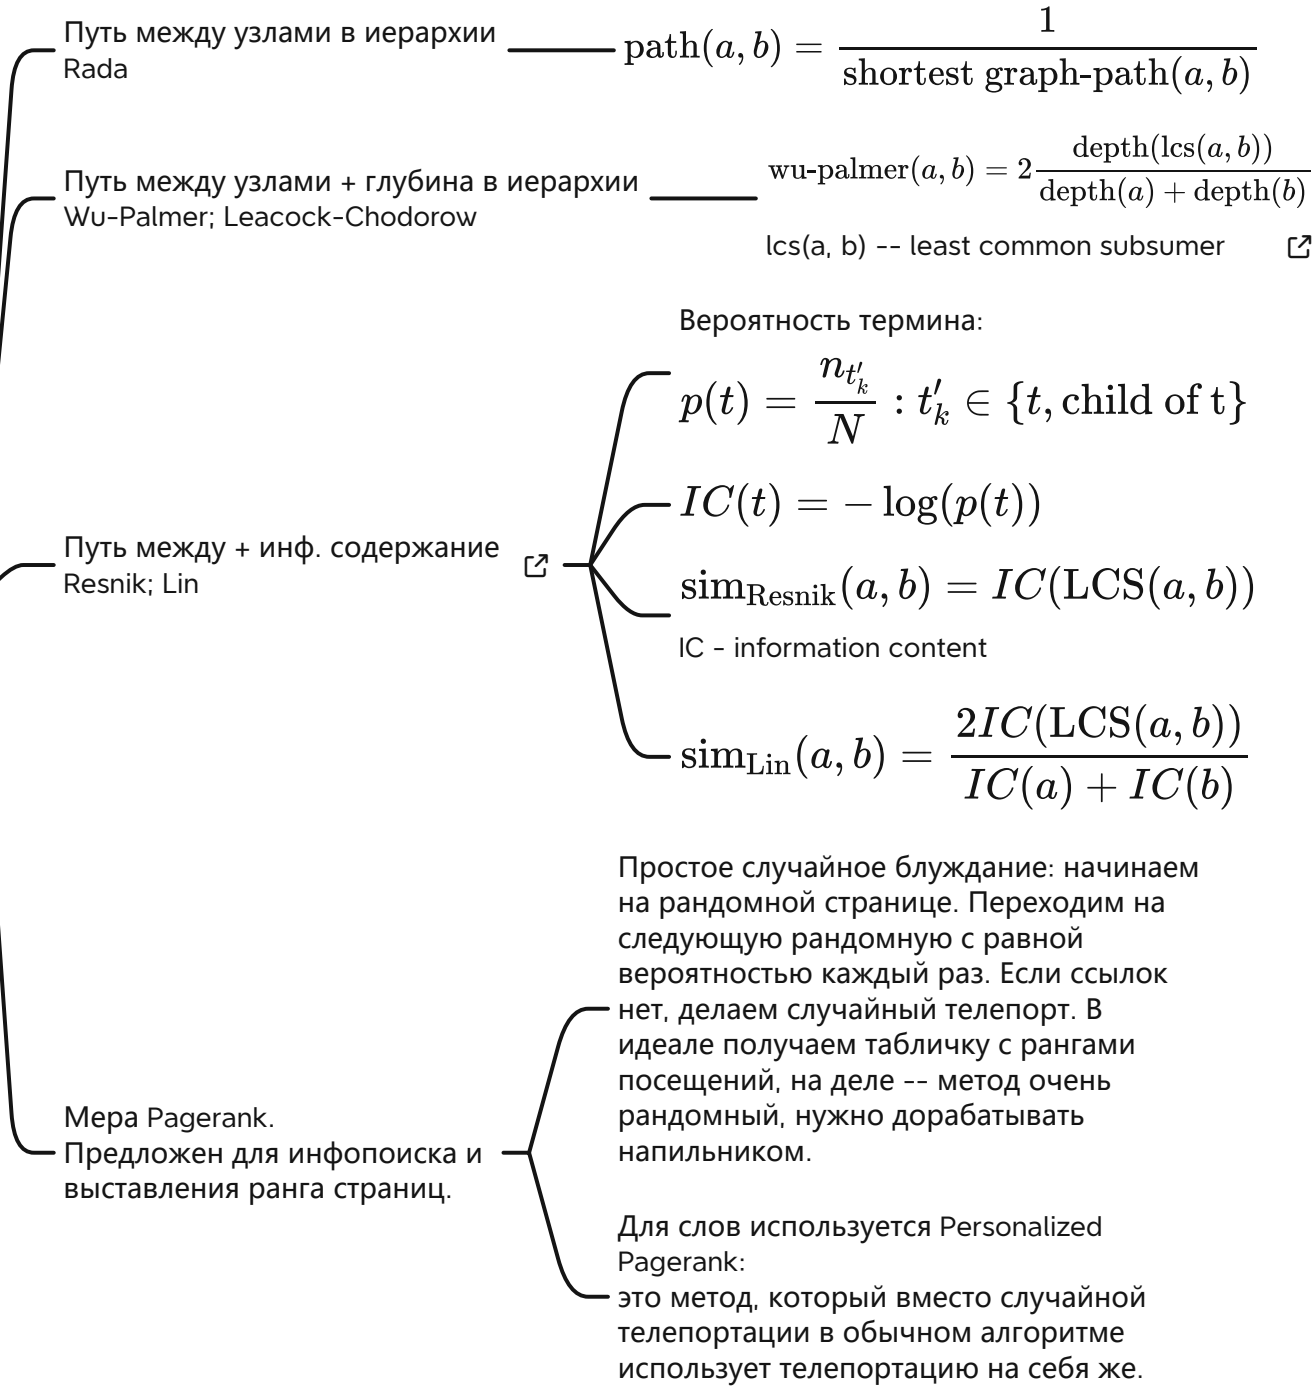 Путь между узлами в иерархии
Rada
path(a, b) = 1 / shortest graph-path(a, b)
Путь между узлами + глубина в иерархии
Wu-Palmer; Leacock-Chodorow
wu-palmer(a, b) = 2 depth(lcs(a, b)) / depth(a) + depth(b)
lcs(a, b) -- least common subsumer
Путь между + инф. содержание
Resnik; Lin
Вероятность термина:
p(t) = n_{t'_k} / N : t'_k ∈ {t, child of t}
IC(t) = − log(p(t))
sim_Resnik(a, b) = IC(LCS(a, b))
IC - information content
sim_Lin(a, b) = 2IC(LCS(a, b)) / IC(a) + IC(b)
Мера Pagerank.
Предложен для инфопоиска и
выставления ранга страниц.
Простое случайное блуждание: начинаем
на рандомной странице. Переходим на
следующую рандомную с равной
вероятностью каждый раз. Если ссылок
нет, делаем случайный телепорт. В
идеале получаем табличку с рангами
посещений, на деле -- метод очень
рандомный, нужно дорабатывать
напильником.
Для слов используется Personalized
Pagerank:
это метод, который вместо случайной
телепортации в обычном алгоритме
использует телепортацию на себя же.